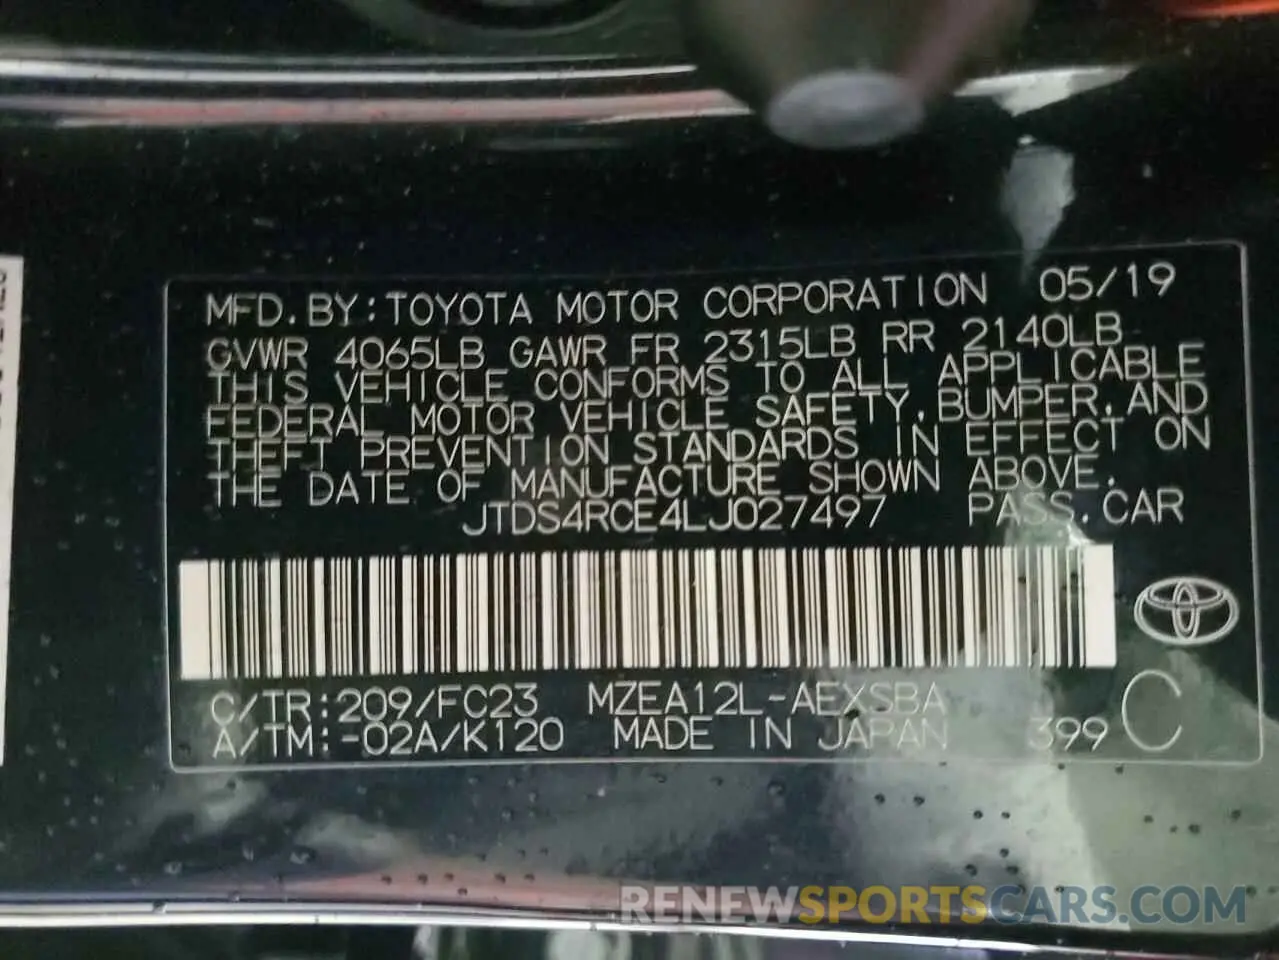 MFD. BY: TOYOTA MOTOR CORPORATION 05/19
GVWR 4065LB GAWR FR 2315LB RR 2140LB
THIS VEHICLE CONFORMS TO ALL APPLICABLE
FEDERAL MOTOR VEHICLE SAFETY, BUMPER, AND
THEFT PREVENTION STANDARDS IN EFFECT ON
THE DATE OF MANUFACTURE SHOWN ABOVE.
JTDS4RCE4LJ027497 PASS. CAR
C/TR: 209/FC23 MZEA12L-AEXSBA
A/TM: -02A/K120 MADE IN JAPAN 399 C
RENEWSPORTSCARS.COM